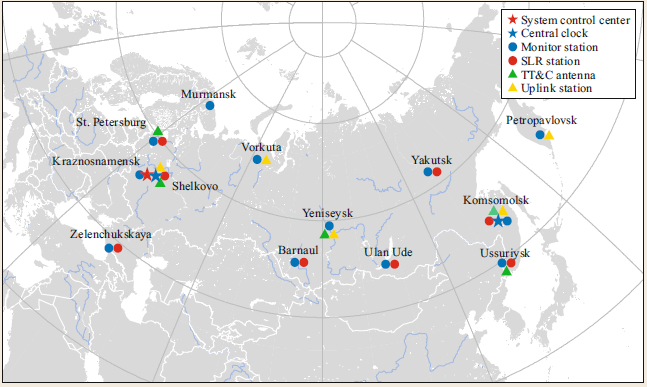 System control center
Central clock
Monitor station
SLR station
TT&C antenna
Uplink station
Murmansk
St. Petersburg
Petropavlovsk
Kraznosnamensk
Vorkuta
Yakutsk
Shelkovo
Komsomolsk
Yeniseysk
Zelenchukskaya
Barnaul
Ulan Ude
Ussuriysk